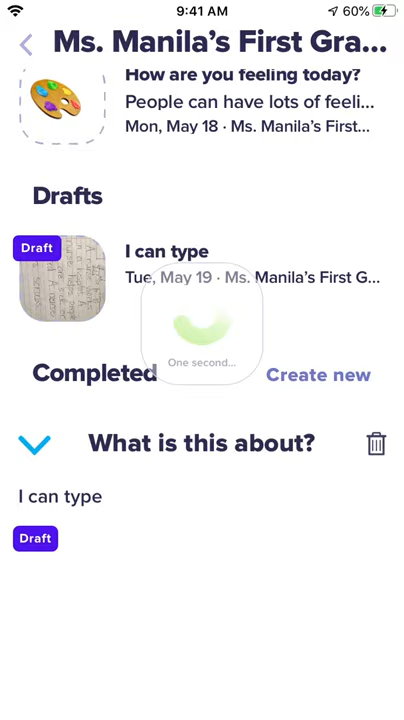 9:41 AM
60%
Ms. Manila’s First Gra...
How are you feeling today?
People can have lots of feeli...
Mon, May 18 · Ms. Manila’s First...
Drafts
Draft
I can type
Tue, May 19 · Ms. Manila’s First G...
One second...
Completed
Create new
What is this about?
I can type
Draft